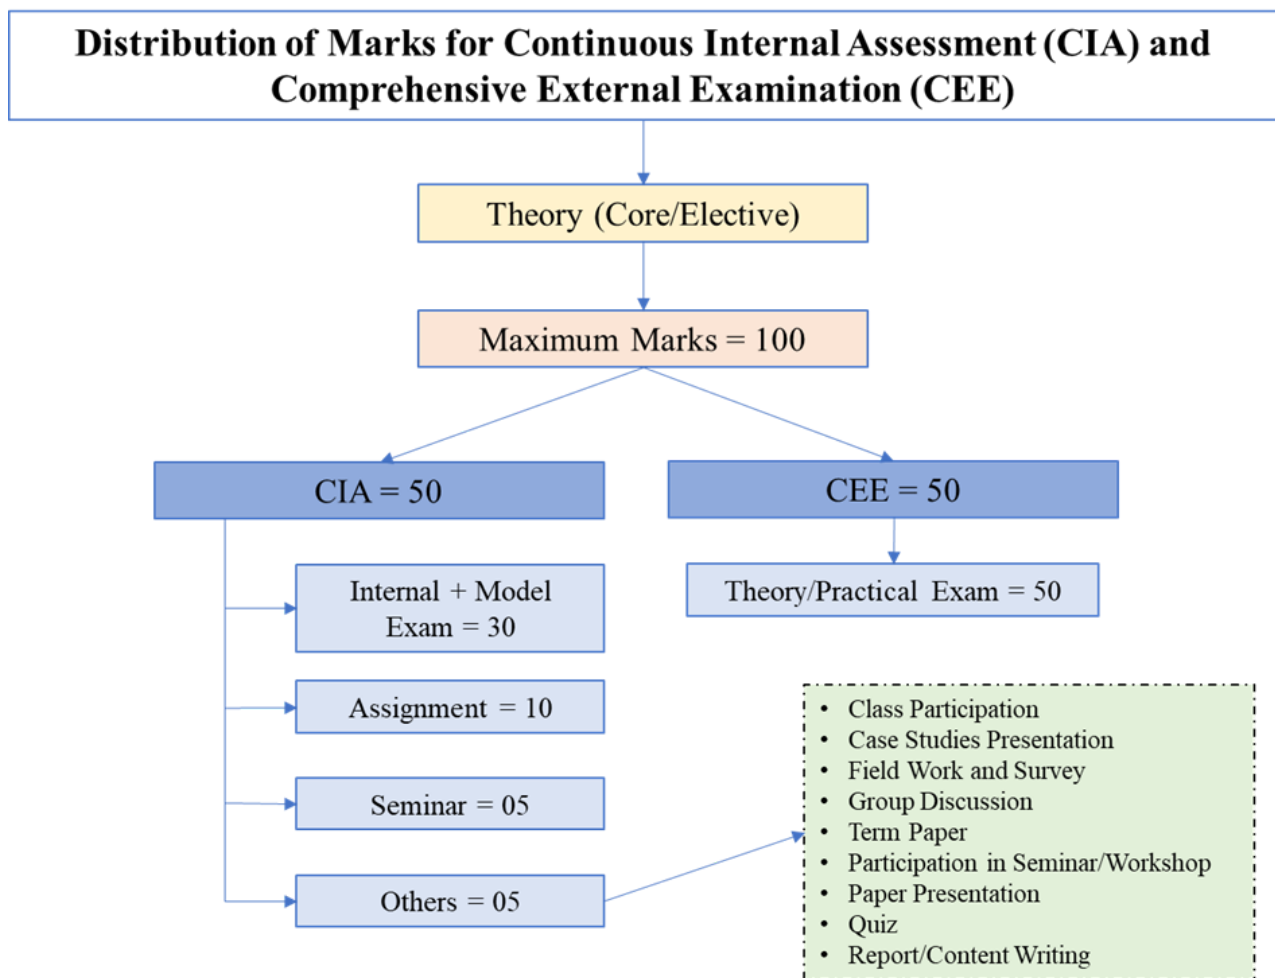 Distribution of Marks for Continuous Internal Assessment (CIA) and
Comprehensive External Examination (CEE)
Theory (Core/Elective)
Maximum Marks = 100
CIA = 50
CEE = 50
Internal + Model
Exam = 30
Theory/Practical Exam = 50
Assignment = 10
Seminar = 05
Others = 05
• Class Participation
• Case Studies Presentation
• Field Work and Survey
• Group Discussion
• Term Paper
• Participation in Seminar/Workshop
• Paper Presentation
• Quiz
• Report/Content Writing